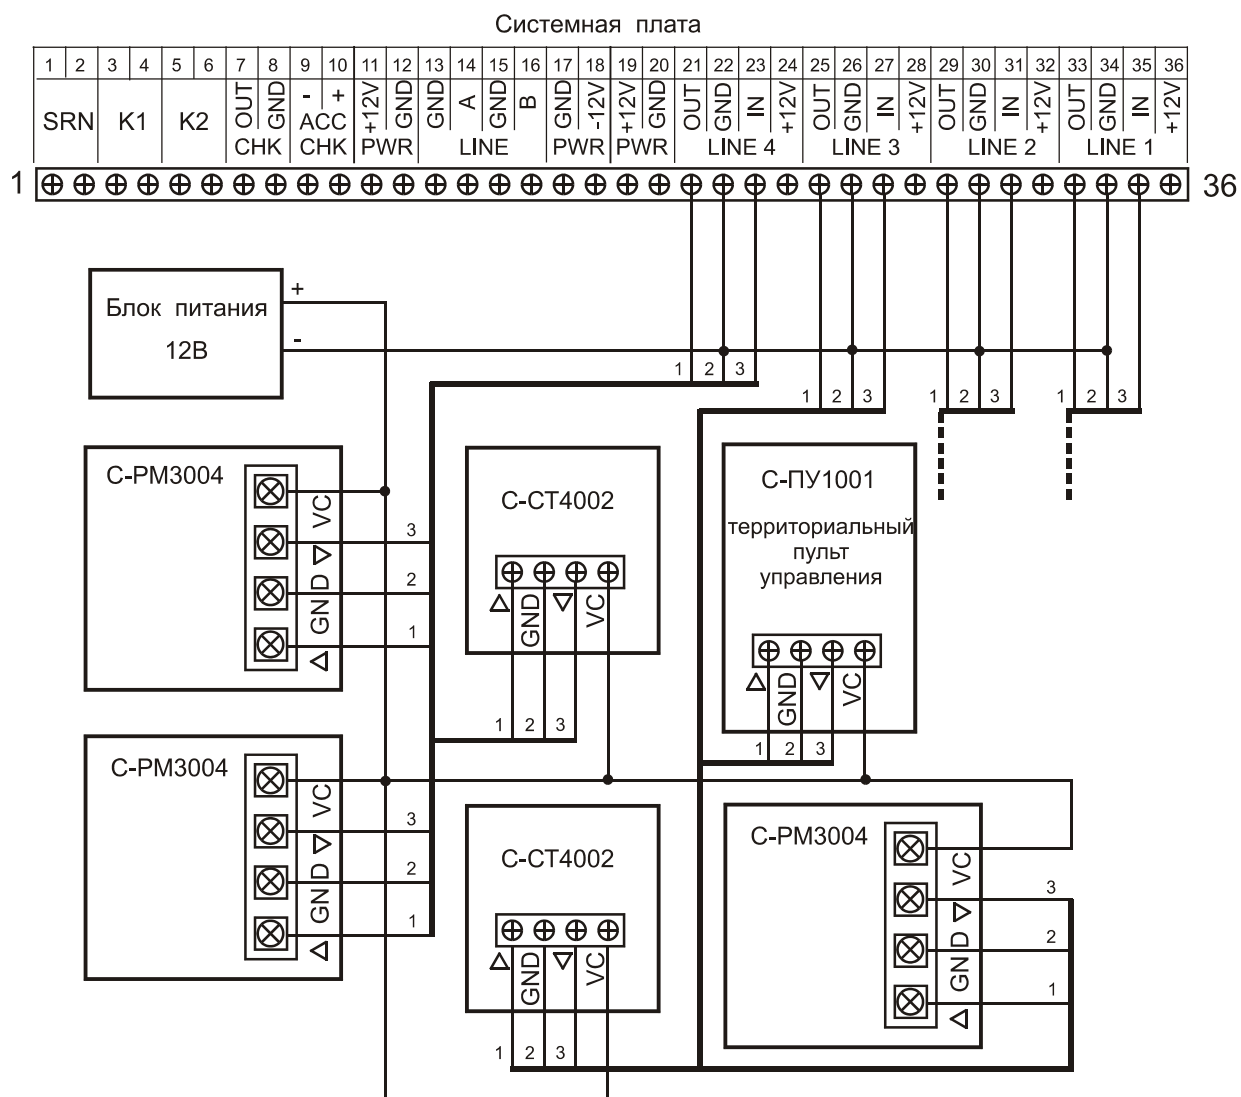 Системная плата
1 2 3 4 5 6 7 8 9 10 11 12 13 14 15 16 17 18 19 20 21 22 23 24 25 26 27 28 29 30 31 32 33 34 35 36
SRN K1 K2 OUT GND - + +12V GND GND A GND B GND -12V +12V GND OUT GND IN +12V OUT GND IN +12V OUT GND IN +12V OUT GND IN +12V
ACC
CHK CHK PWR LINE PWR PWR LINE 4 LINE 3 LINE 2 LINE 1
1 36
Блок питания
12В
+
-
1 2 3
1 2 3
1 2 3
1 2 3
С-РМ3004
VC
GND
3
2
1
С-СТ4002
GND
VC
1 2 3
С-ПУ1001
территориальный
пульт
управления
GND
VC
1 2 3
С-РМ3004
VC
GND
3
2
1
С-СТ4002
GND
VC
1 2 3
С-РМ3004
VC
GND
3
2
1